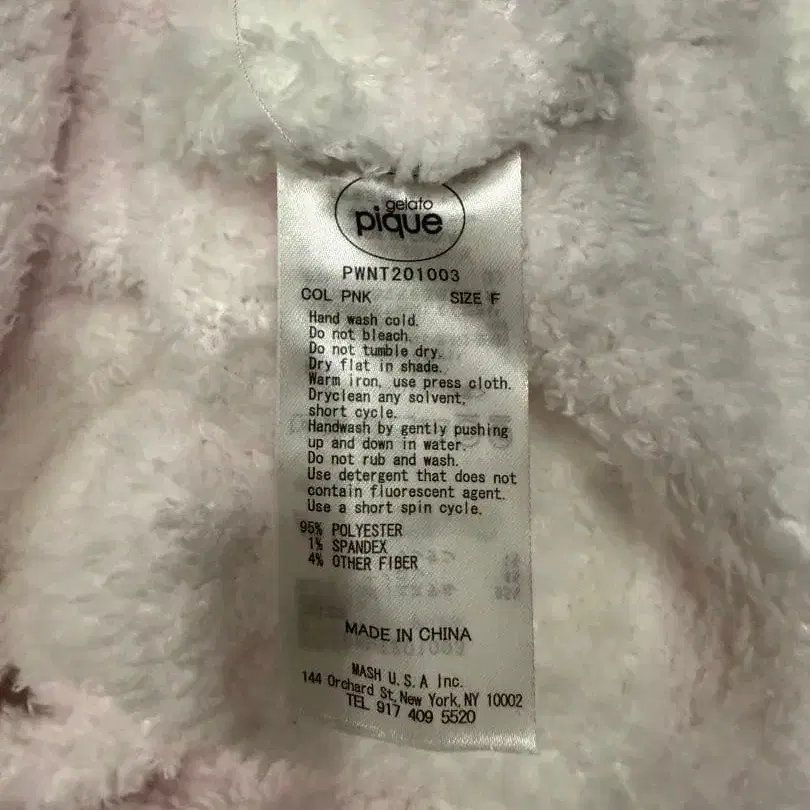 gelato
pique
PWNT201003
COL PNK SIZE F
Hand wash cold.
Do not bleach.
Do not tumble dry.
Dry flat in shade.
Warm iron, use press cloth.
Dryclean any solvent,
short cycle.
Handwash by gently pushing
up and down in water.
Do not rub and wash.
Use detergent that does not
contain fluorescent agent.
Use a short spin cycle.
95% POLYESTER
1% SPANDEX
4% OTHER FIBER
MADE IN CHINA
MASH U.S.A Inc.
144 Orchard St, New York, NY 10002
TEL 917 409 5520